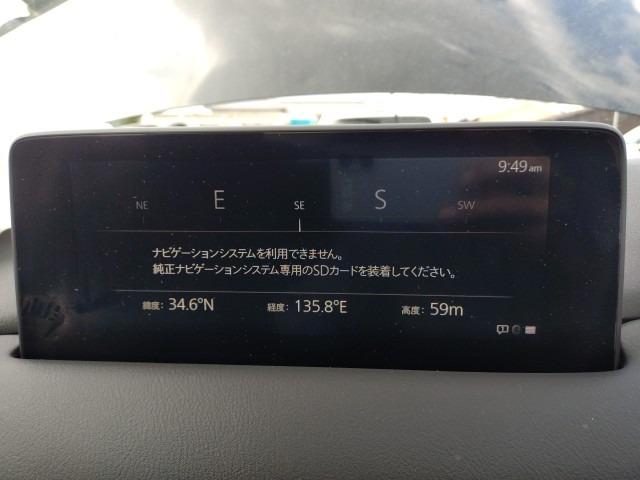 9:49am
NE E SE S SW
ナビゲーションシステムを利用できません。
純正ナビゲーションシステム専用のSDカードを装着してください。
緯度: 34.6°N 経度: 135.8°E 高度: 59m